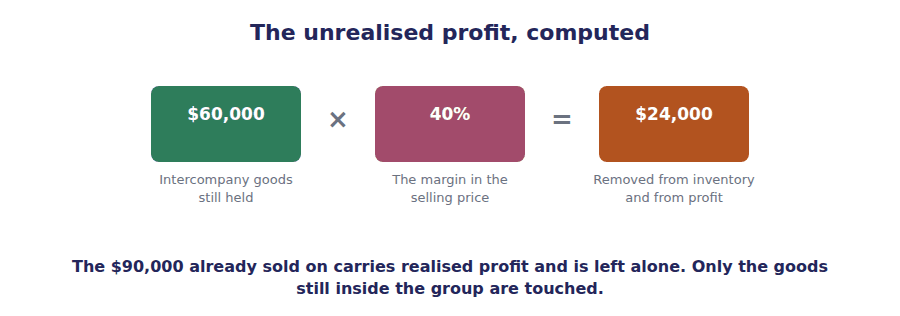 The unrealised profit, computed
$60,000 × 40% = $24,000
Intercompany goods still held
The margin in the selling price
Removed from inventory and from profit
The $90,000 already sold on carries realised profit and is left alone. Only the goods
still inside the group are touched.